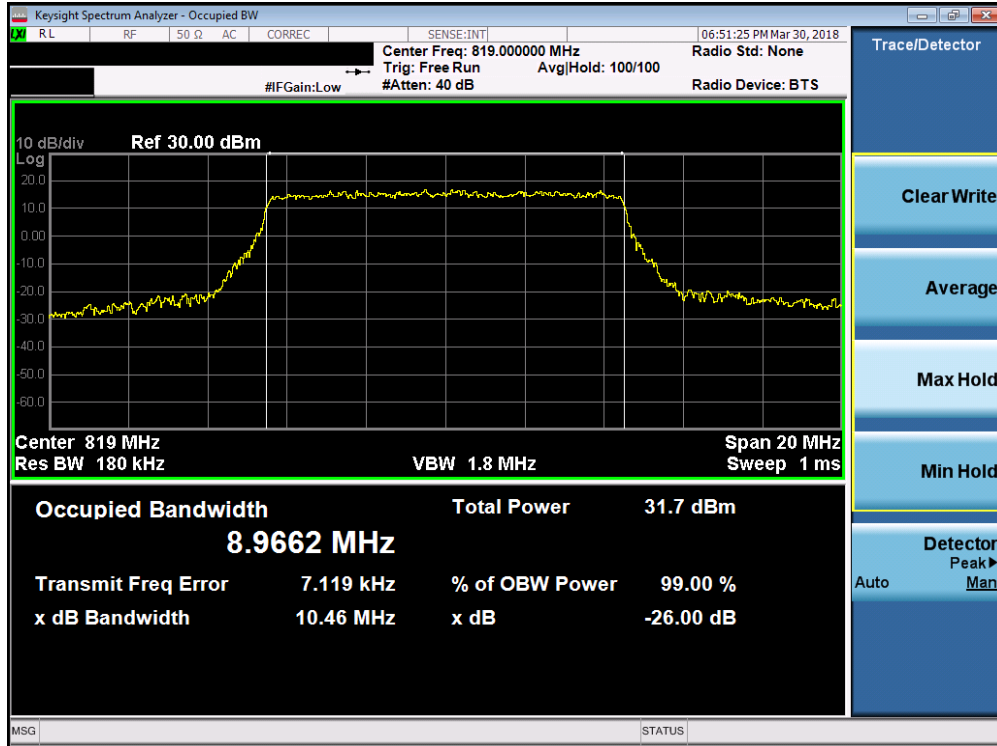 Keysight Spectrum Analyzer - Occupied BW
LXI RL RF 50 Ω AC CORREC SENSE:INT 06:51:25 PM Mar 30, 2018
Center Freq: 819.000000 MHz Radio Std: None
Trig: Free Run Avg|Hold: 100/100
#IFGain:Low #Atten: 40 dB Radio Device: BTS
10 dB/div Ref 30.00 dBm
Log
20.0
10.0
0.00
-10.0
-20.0
-30.0
-40.0
-50.0
-60.0
Center 819 MHz Span 20 MHz
Res BW 180 kHz VBW 1.8 MHz Sweep 1 ms
Occupied Bandwidth Total Power 31.7 dBm
8.9662 MHz
Transmit Freq Error 7.119 kHz % of OBW Power 99.00 %
x dB Bandwidth 10.46 MHz x dB -26.00 dB
MSG STATUS
Trace/Detector
Clear Write
Average
Max Hold
Min Hold
Detector
Peak▶
Auto Man